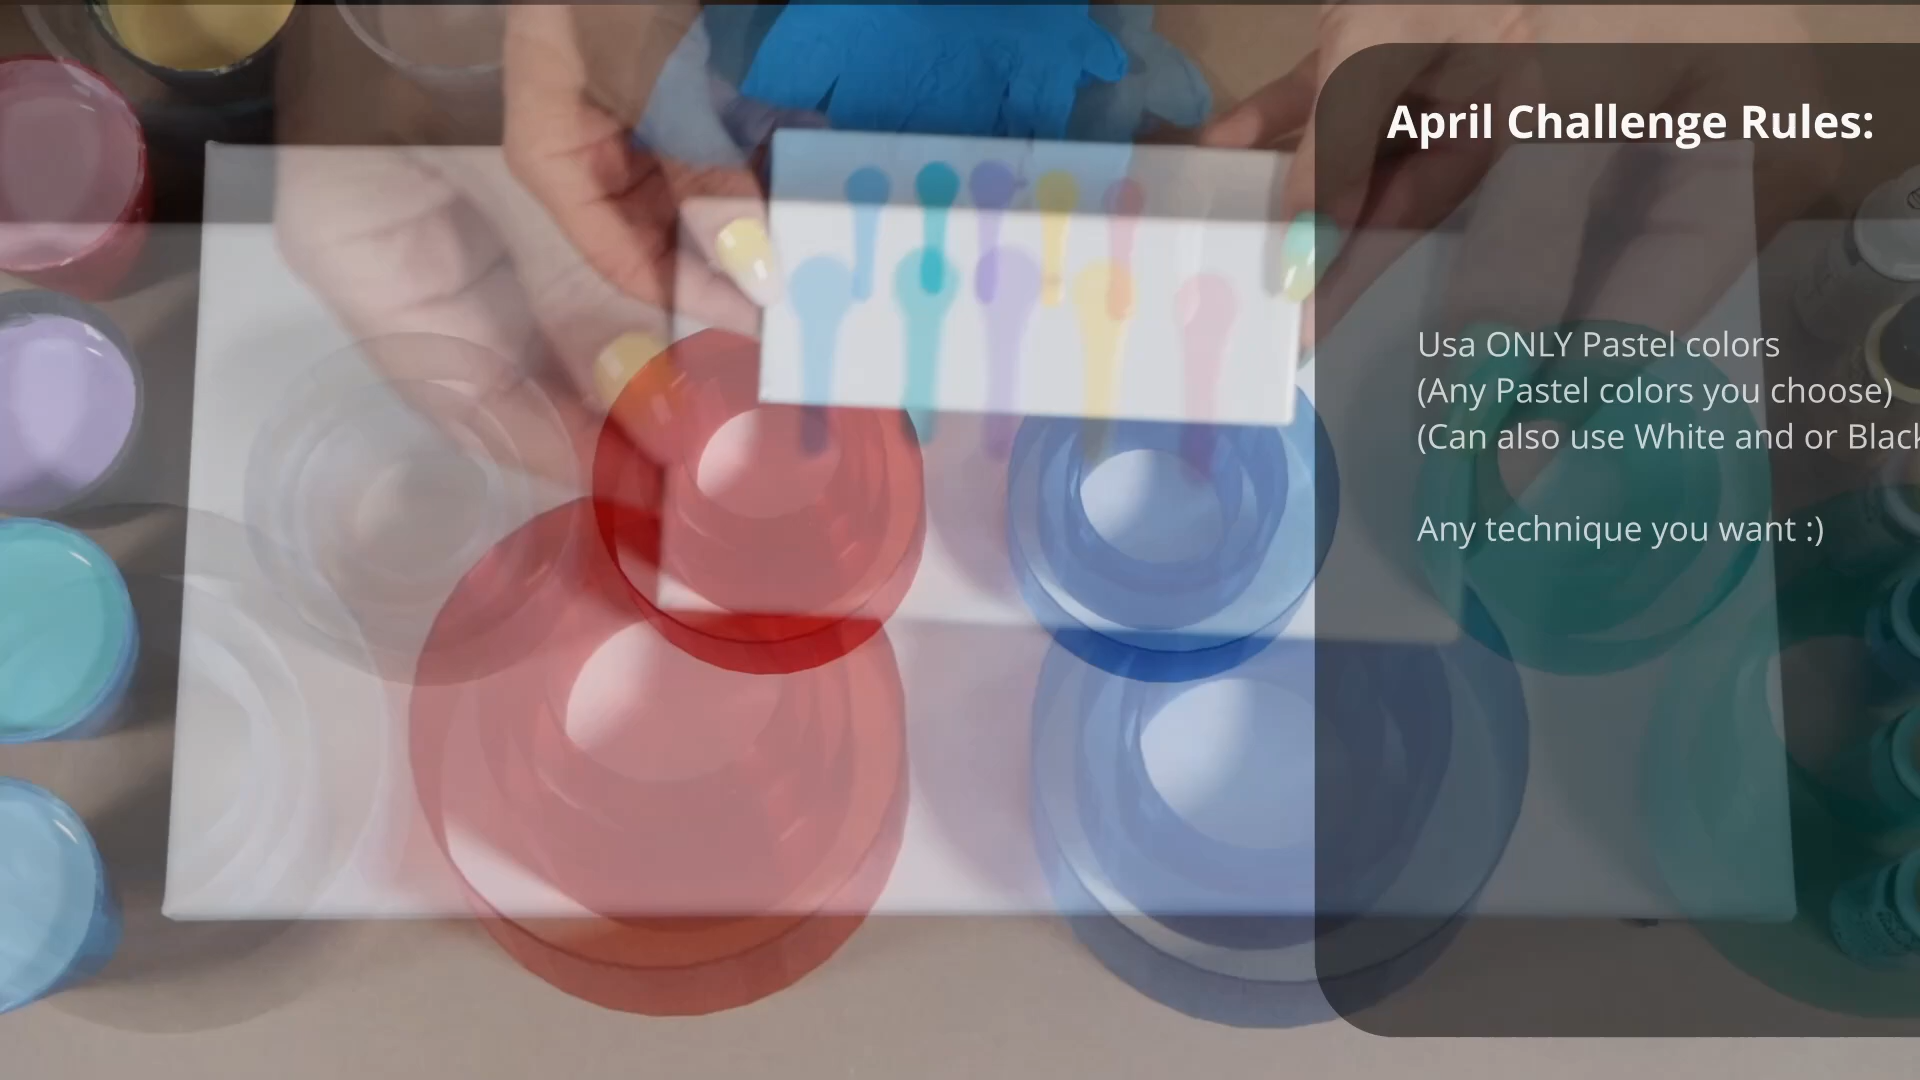 April Challenge Rules:
Usa ONLY Pastel colors
(Any Pastel colors you choose)
(Can also use White and or Black
Any technique you want :)